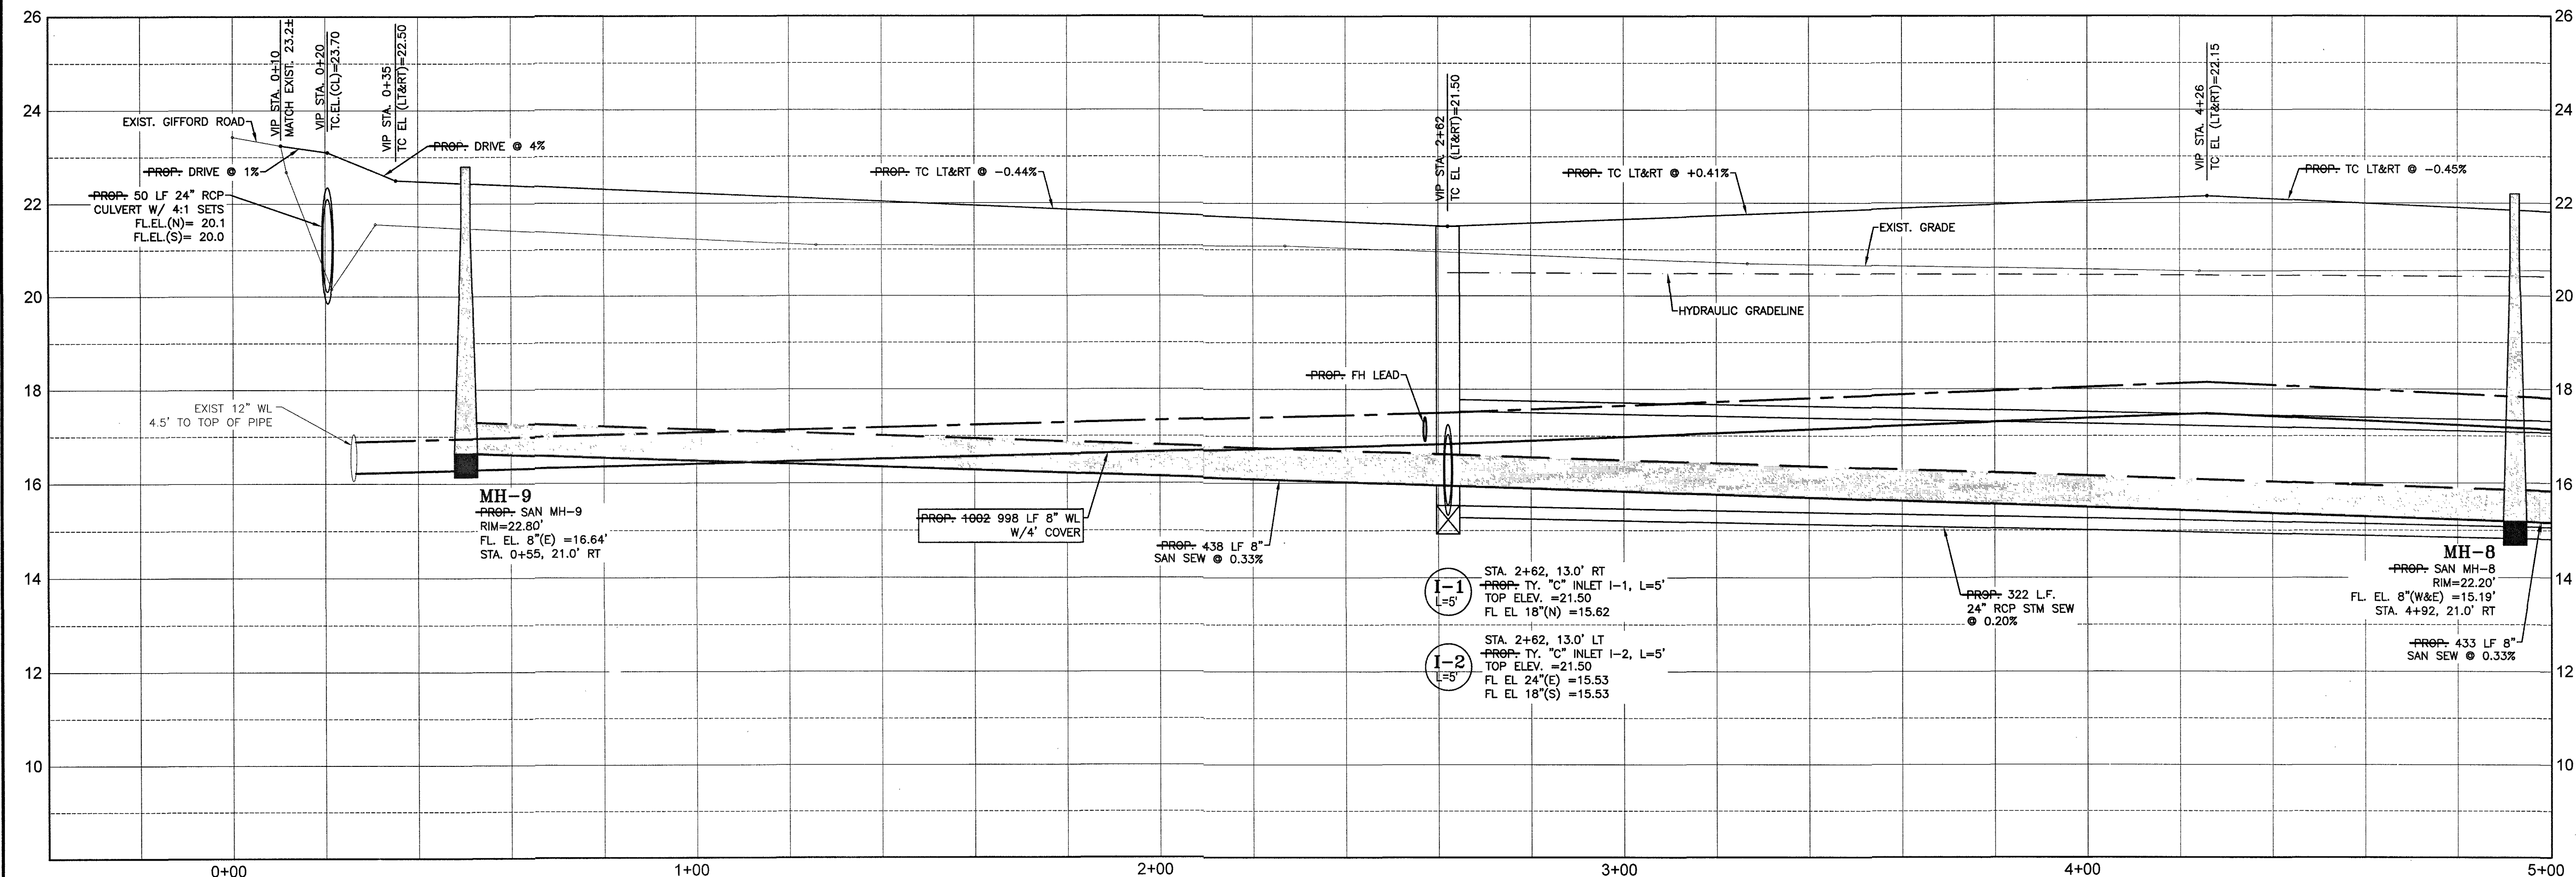 26
24
22
20
18
16
14
12
10
26
24
22
20
18
16
14
12
10
VIP STA. 0+10
MATCH EXIST. 23.2±
VIP STA. 0+20
TC.EL.(CL)=23.70
VIP STA. 0+35
TC EL (LT&RT)=22.50
EXIST. GIFFORD ROAD
PROP. DRIVE @ 1%
PROP. DRIVE @ 4%
PROP. 50 LF 24" RCP
CULVERT W/ 4:1 SETS
FL.EL.(N)= 20.1
FL.EL.(S)= 20.0
PROP. TC LT&RT @ -0.44%
VIP STA. 2+62
TC EL (LT&RT)=21.50
PROP. TC LT&RT @ +0.41%
VIP STA. 4+26
TC EL (LT&RT)=22.15
PROP. TC LT&RT @ -0.45%
EXIST. GRADE
HYDRAULIC GRADELINE
PROP. FH LEAD
EXIST 12" WL
4.5' TO TOP OF PIPE
MH-9
PROP. SAN MH-9
RIM=22.80'
FL. EL. 8"(E) =16.64'
STA. 0+55, 21.0' RT
PROP. 1002 998 LF 8" WL
W/4' COVER
PROP. 438 LF 8"
SAN SEW @ 0.33%
I-1
L=5'
STA. 2+62, 13.0' RT
PROP. TY. "C" INLET I-1, L=5'
TOP ELEV. =21.50
FL EL 18"(N) =15.62
I-2
L=5'
STA. 2+62, 13.0' LT
PROP. TY. "C" INLET I-2, L=5'
TOP ELEV. =21.50
FL EL 24"(E) =15.53
FL EL 18"(S) =15.53
PROP. 322 L.F.
24" RCP STM SEW
@ 0.20%
MH-8
PROP. SAN MH-8
RIM=22.20'
FL. EL. 8"(W&E) =15.19'
STA. 4+92, 21.0' RT
PROP. 433 LF 8"
SAN SEW @ 0.33%
0+00
1+00
2+00
3+00
4+00
5+00